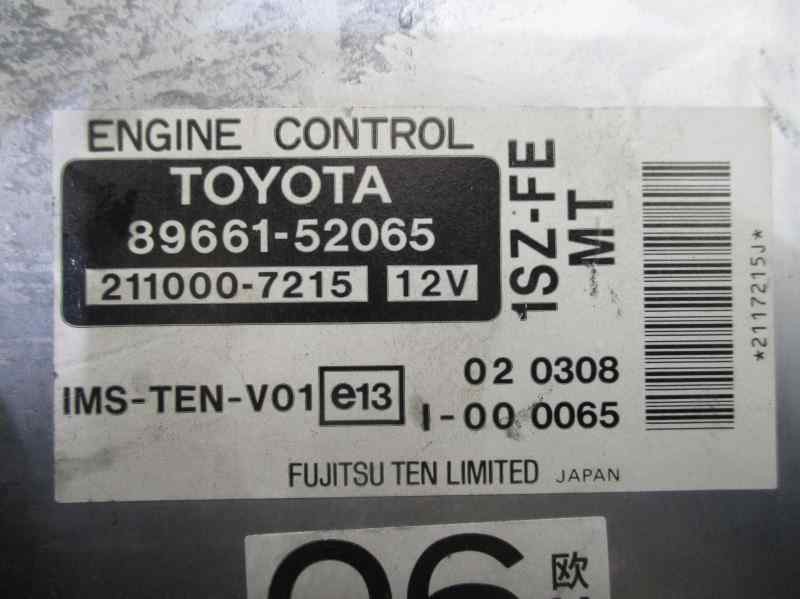 ENGINE CONTROL
TOYOTA
89661-52065
211000-7215 12V
1SZ-FE
MT
IMS-TEN-V01 e13
02 0308
I-00 0065
FUJITSU TEN LIMITED JAPAN
*2117215J*
欧